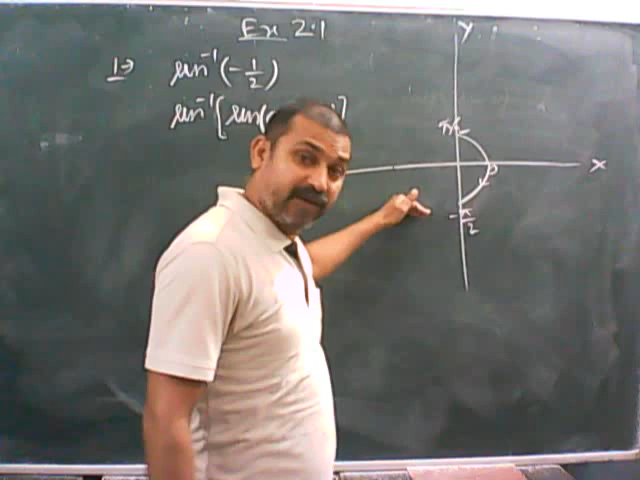 Ex 2.1
1→ sin⁻¹(-1/2)
sin⁻¹[sin( ]
y
π/2
x
-π/2